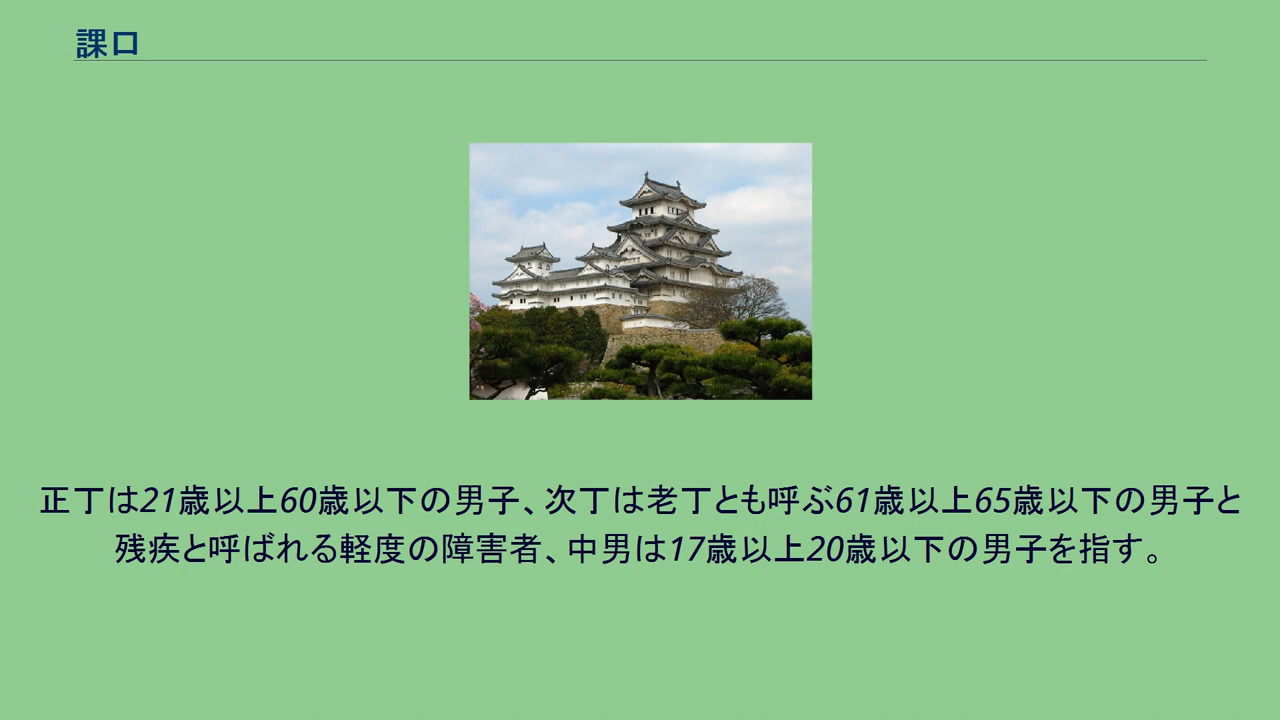 課口
正丁は21歳以上60歳以下の男子、次丁は老丁とも呼ぶ61歳以上65歳以下の男子と
残疾と呼ばれる軽度の障害者、中男は17歳以上20歳以下の男子を指す。